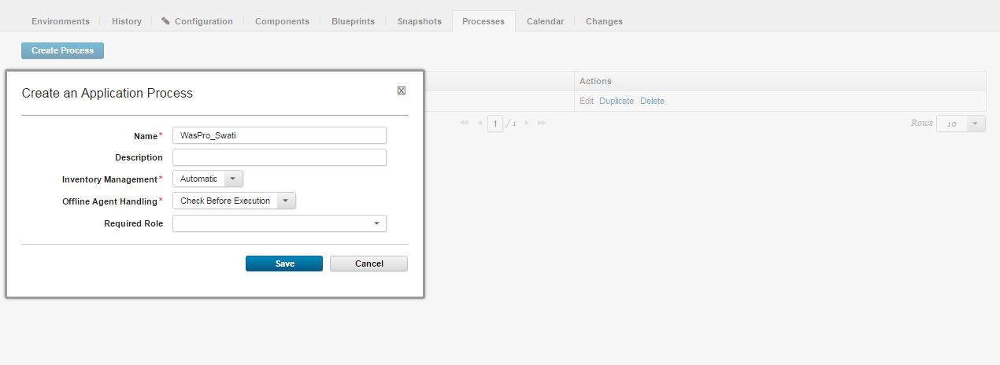 Environments History Configuration Components Blueprints Snapshots Processes Calendar Changes
Create Process
Actions
Edit Duplicate Delete
1 / 1
Rows 10
Create an Application Process
Name* WasPro_Swati
Description
Inventory Management* Automatic
Offline Agent Handling* Check Before Execution
Required Role
Save Cancel